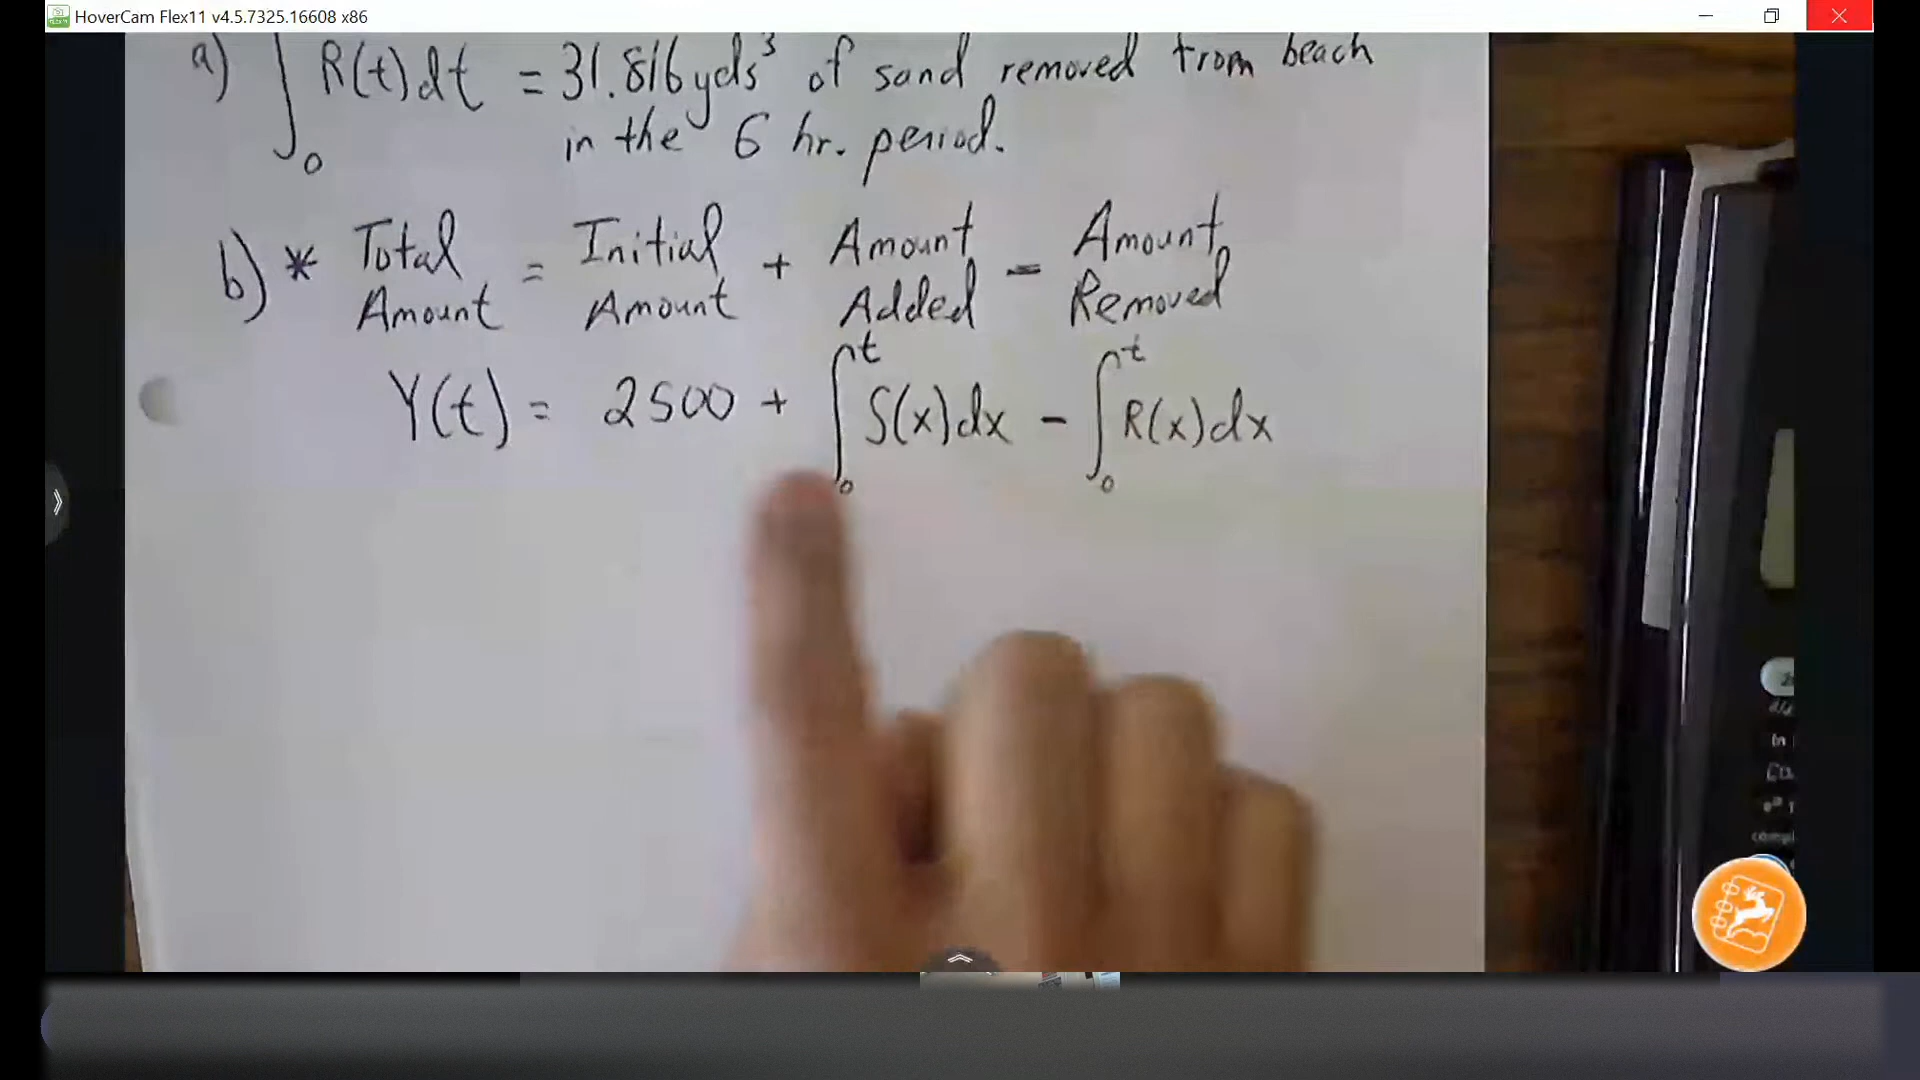 HoverCam Flex11 v4.5.7325.16608 x86
a) ∫₀ R(t)dt = 31.816 yds³ of sand removed from beach
in the 6 hr. period.
b) * Total Amount = Initial Amount + Amount Added - Amount Removed
Y(t) = 2500 + ∫₀ᵗ S(x)dx - ∫₀ᵗ R(x)dx